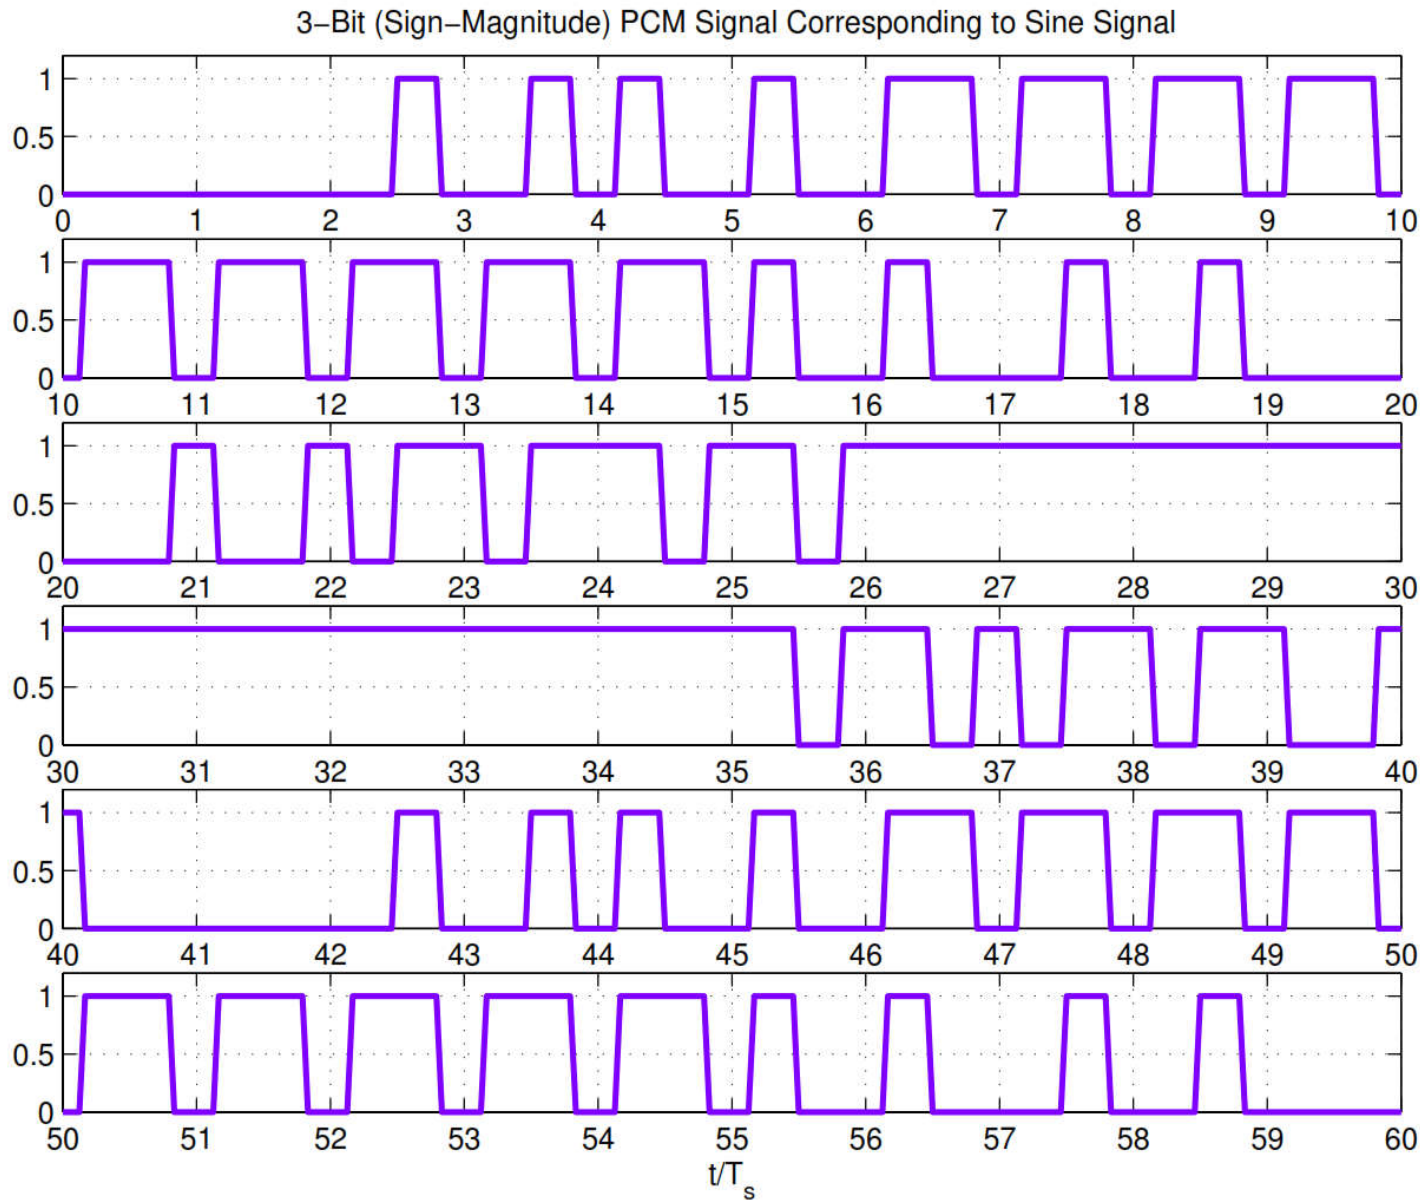 3−Bit (Sign−Magnitude) PCM Signal Corresponding to Sine Signal
1
0.5
0
0 1 2 3 4 5 6 7 8 9 10
1
0.5
0
10 11 12 13 14 15 16 17 18 19 20
1
0.5
0
20 21 22 23 24 25 26 27 28 29 30
1
0.5
0
30 31 32 33 34 35 36 37 38 39 40
1
0.5
0
40 41 42 43 44 45 46 47 48 49 50
1
0.5
0
50 51 52 53 54 55 56 57 58 59 60
t/Ts